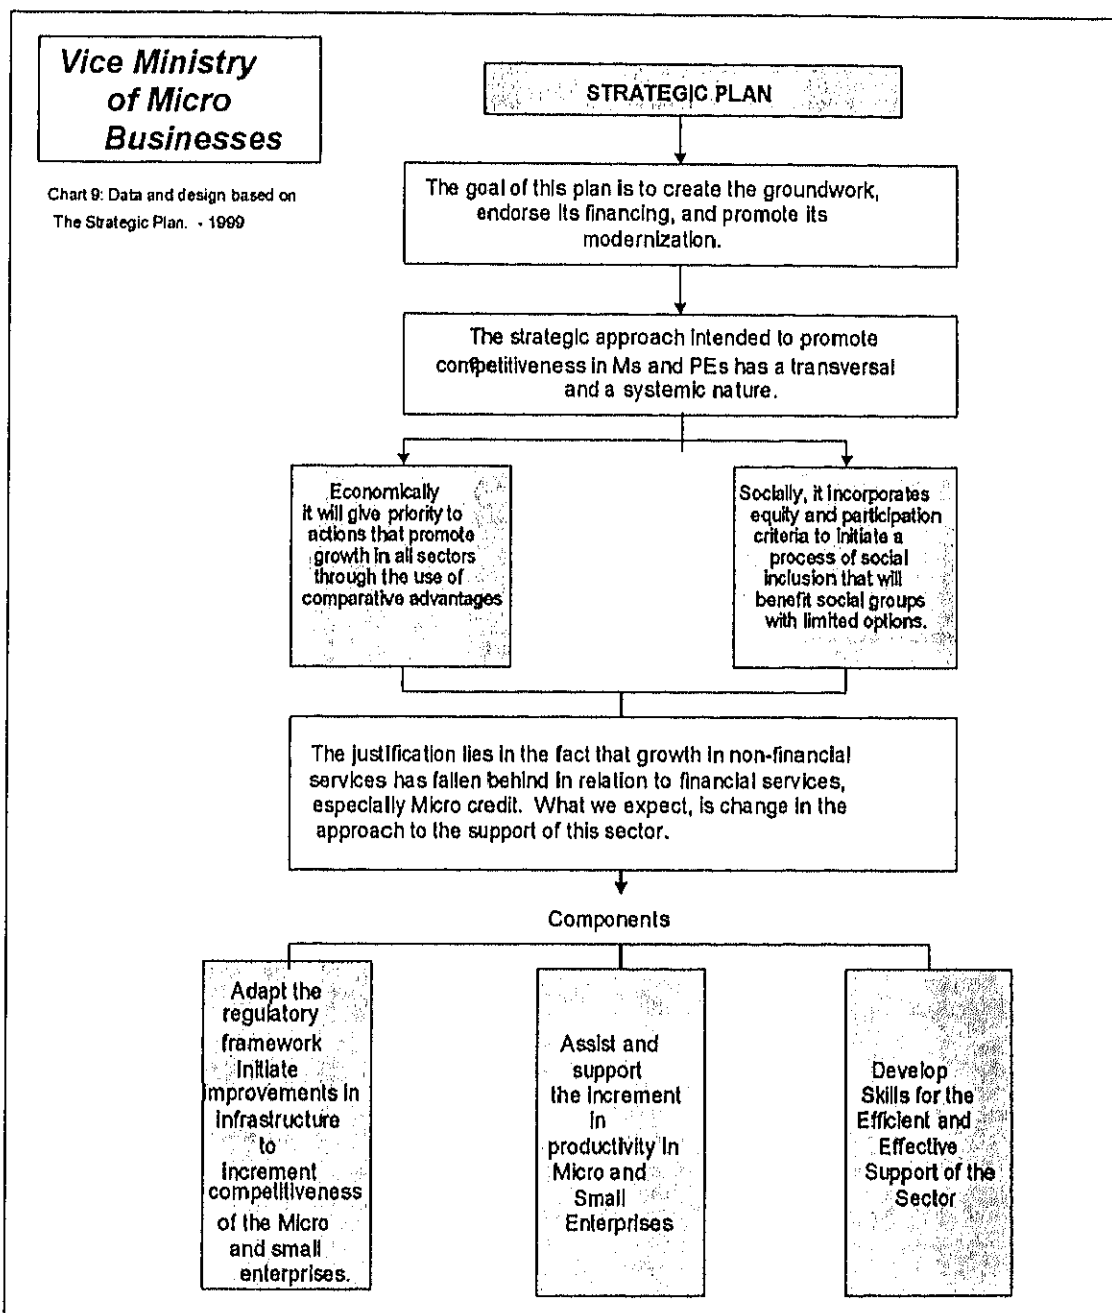 Vice Ministry
of Micro
Businesses
Chart 9: Data and design based on
The Strategic Plan. - 1999
STRATEGIC PLAN
The goal of this plan is to create the groundwork,
endorse its financing, and promote its
modernization.
The strategic approach intended to promote
competitiveness in Ms and PEs has a transversal
and a systemic nature.
Economically
it will give priority to
actions that promote
growth in all sectors
through the use of
comparative advantages
Socially, it incorporates
equity and participation
criteria to initiate a
process of social
inclusion that will
benefit social groups
with limited options.
The justification lies in the fact that growth in non-financial
services has fallen behind in relation to financial services,
especially Micro credit. What we expect, is change in the
approach to the support of this sector.
Components
Adapt the
regulatory
framework
Initiate
improvements in
infrastructure
to
increment
competitiveness
of the Micro
and small
enterprises.
Assist and
support
the increment
in
productivity in
Micro and
Small
Enterprises
Develop
Skills for the
Efficient and
Effective
Support of the
Sector